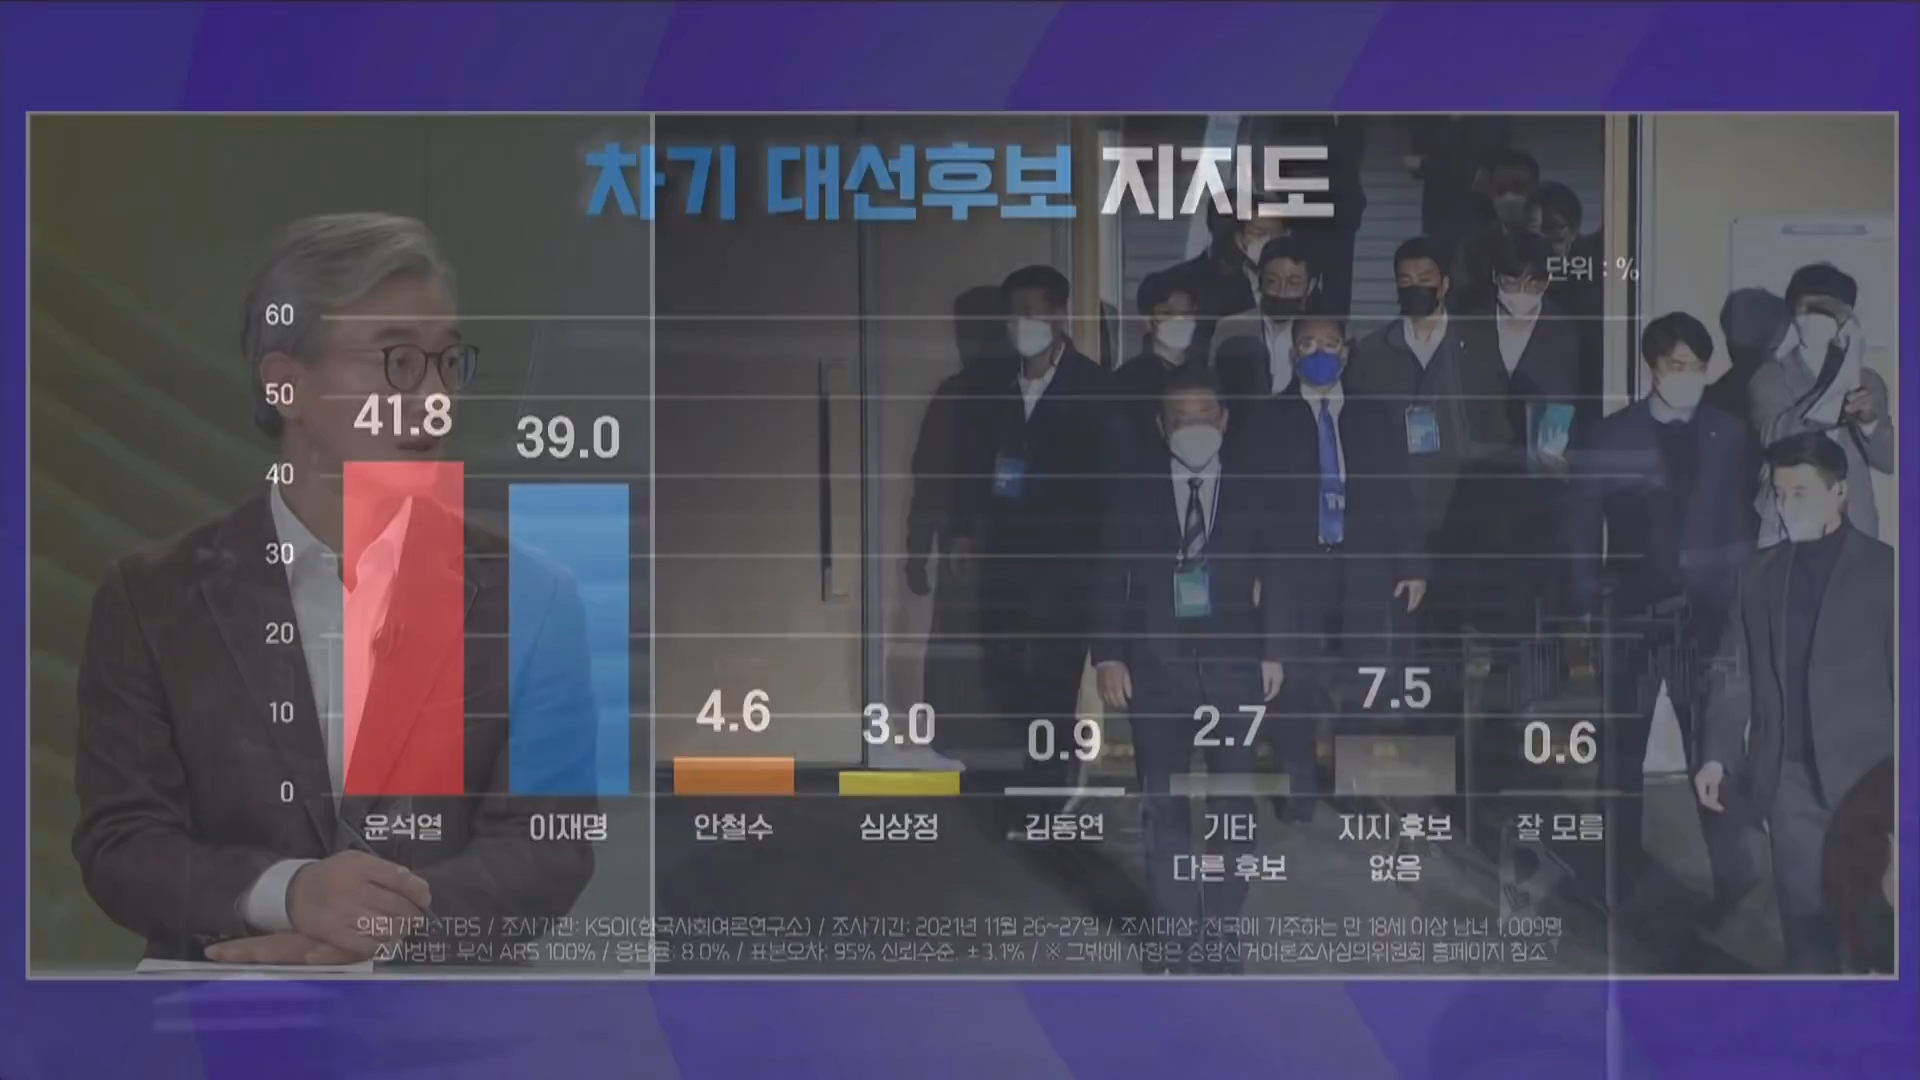 차기 대선후보 지지도
단위 : %
60
50
40
30
20
10
0
41.8
39.0
4.6
3.0
0.9
2.7
7.5
0.6
윤석열
이재명
안철수
심상정
김동연
기타
다른 후보
지지 후보
없음
잘 모름
의뢰기관: TBS / 조사기관: KSOI(한국사회여론연구소) / 조사기간: 2021년 11월 26~27일 / 조사대상: 전국에 거주하는 만 18세 이상 남녀 1,009명
조사방법: 무선 ARS 100% / 응답률: 8.0% / 표본오차: 95% 신뢰수준, ±3.1% / ※ 그밖에 사항은 중앙선거여론조사심의위원회 홈페이지 참조